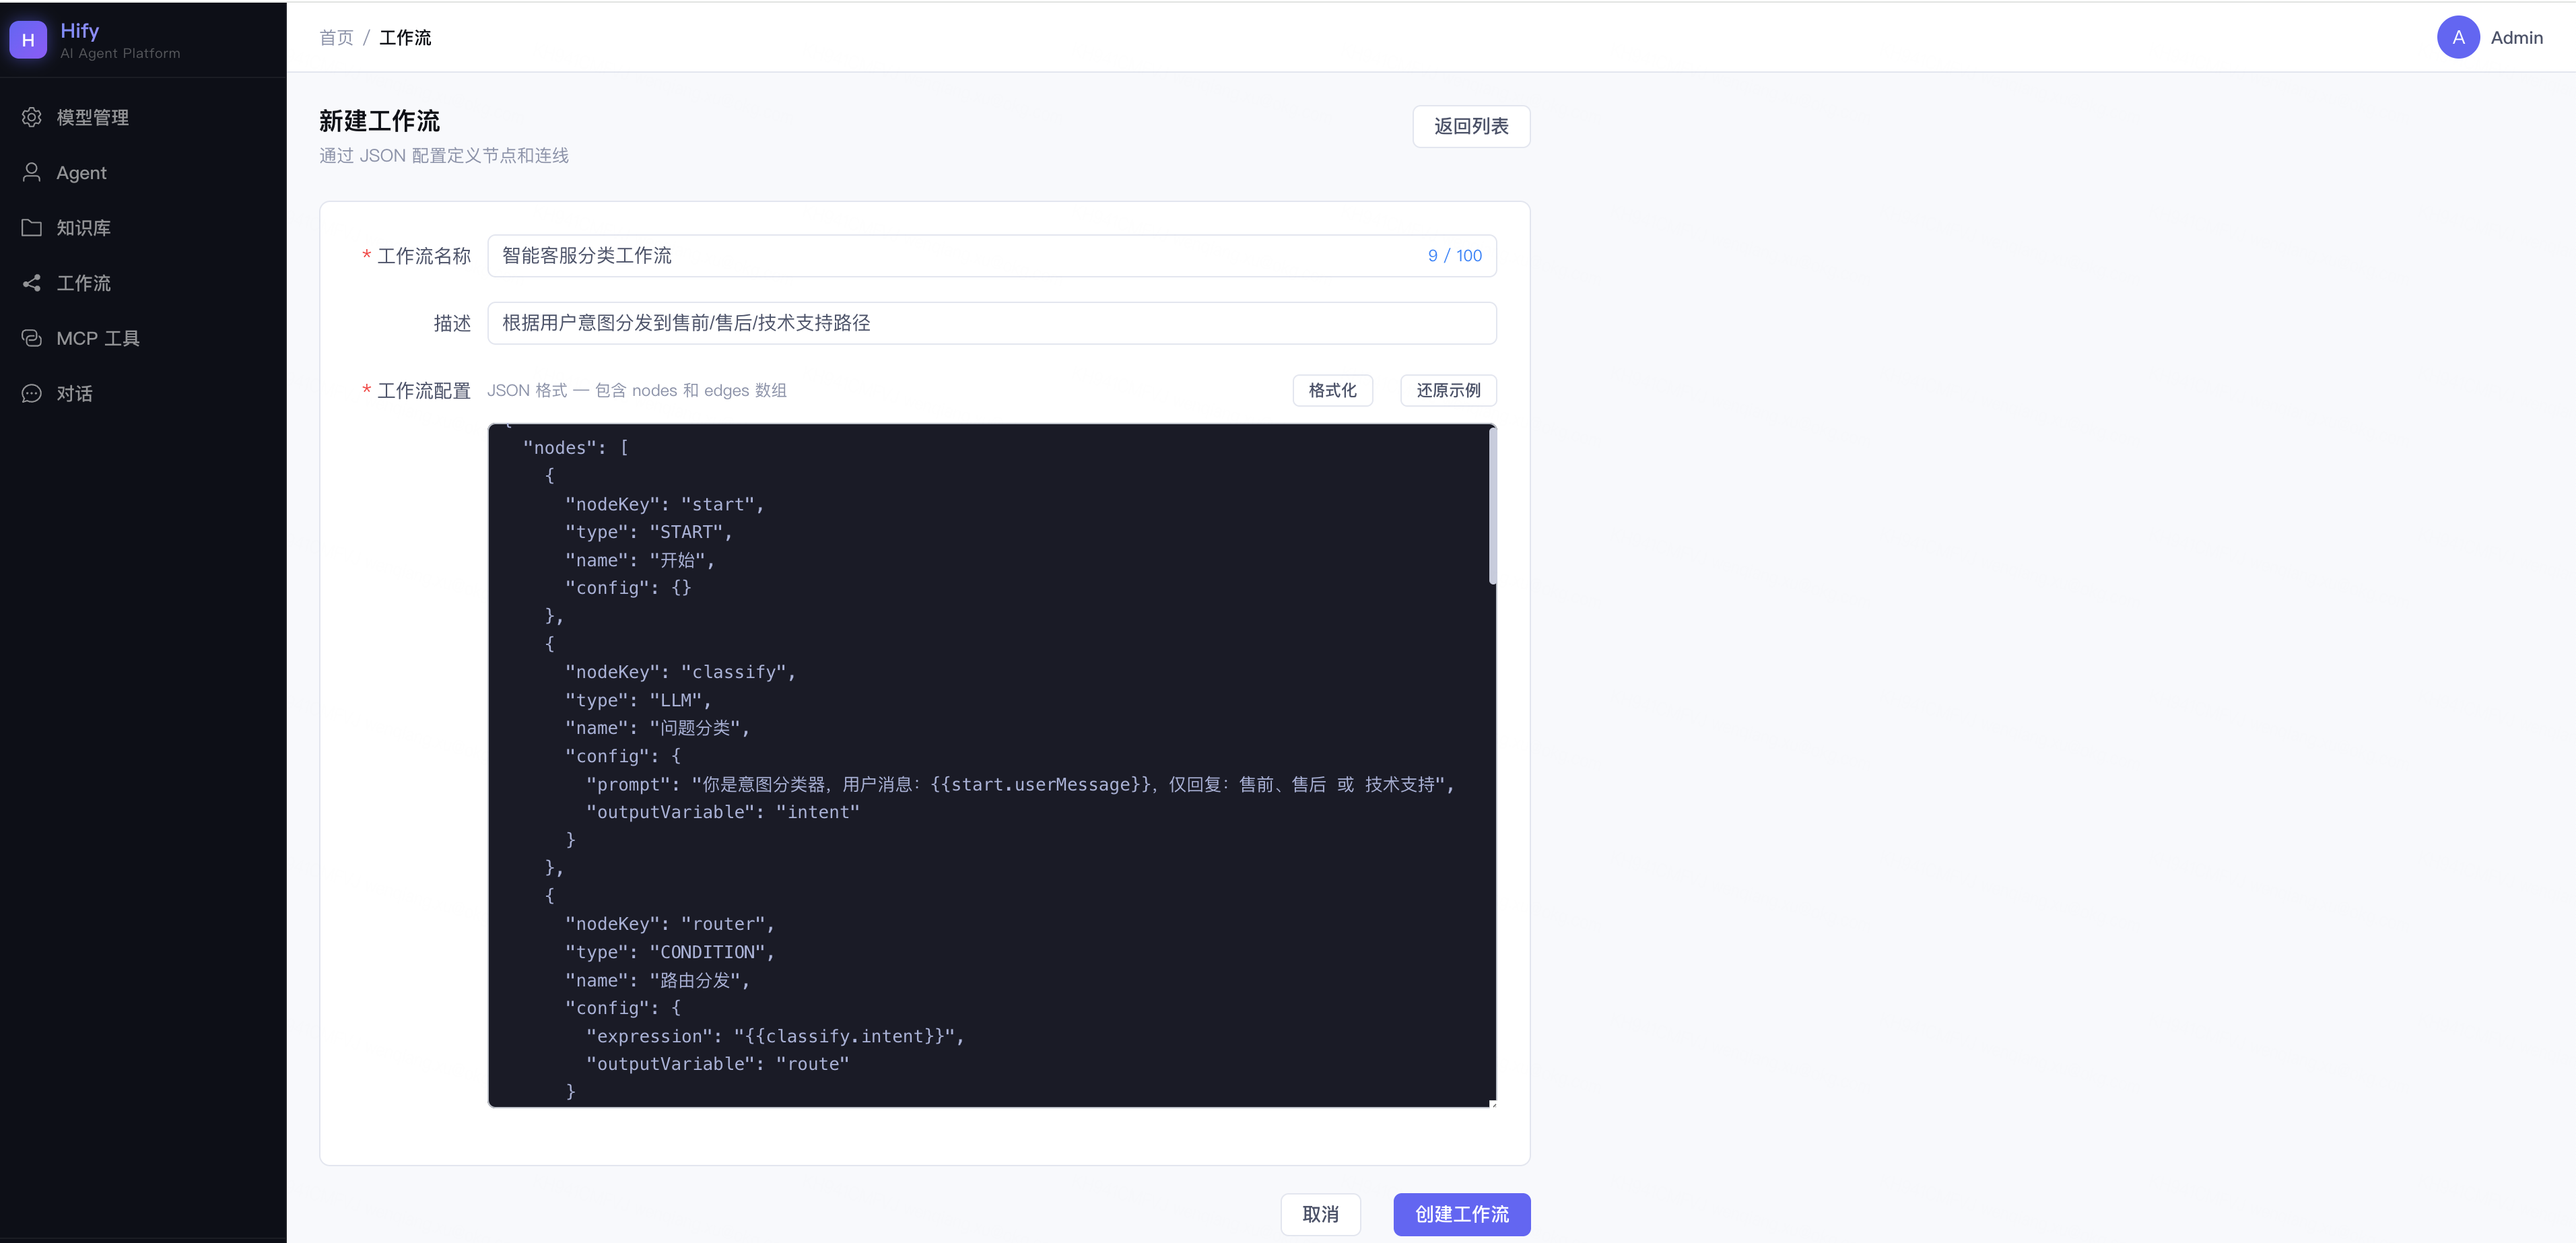 H
Hify
AI Agent Platform
模型管理
Agent
知识库
工作流
MCP 工具
对话
首页 / 工作流
A Admin
新建工作流
通过 JSON 配置定义节点和连线
返回列表
* 工作流名称 智能客服分类工作流 9 / 100
描述 根据用户意图分发到售前/售后/技术支持路径
* 工作流配置 JSON 格式 — 包含 nodes 和 edges 数组 格式化 还原示例
"nodes": [
{
"nodeKey": "start",
"type": "START",
"name": "开始",
"config": {}
},
{
"nodeKey": "classify",
"type": "LLM",
"name": "问题分类",
"config": {
"prompt": "你是意图分类器，用户消息：{{start.userMessage}}，仅回复：售前、售后 或 技术支持",
"outputVariable": "intent"
}
},
{
"nodeKey": "router",
"type": "CONDITION",
"name": "路由分发",
"config": {
"expression": "{{classify.intent}}",
"outputVariable": "route"
}
取消 创建工作流